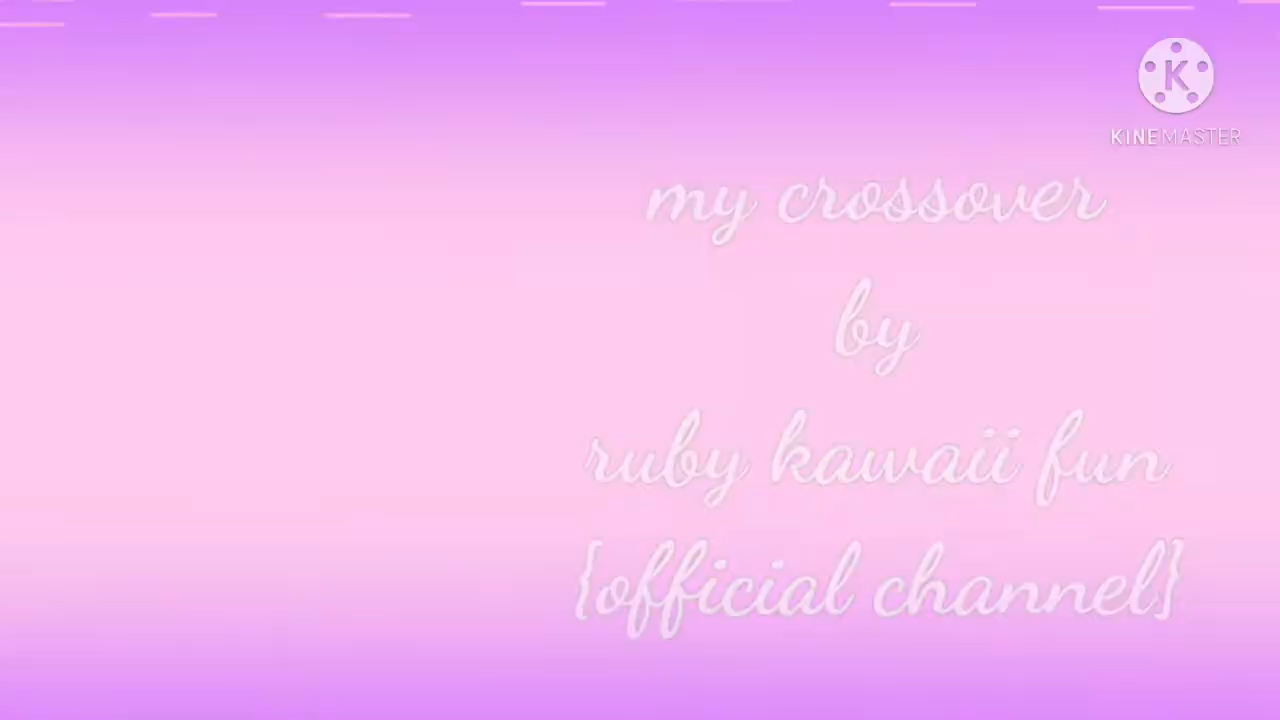 K
KINEMASTER
my crossover
by
ruby kawaii fun
{official channel}